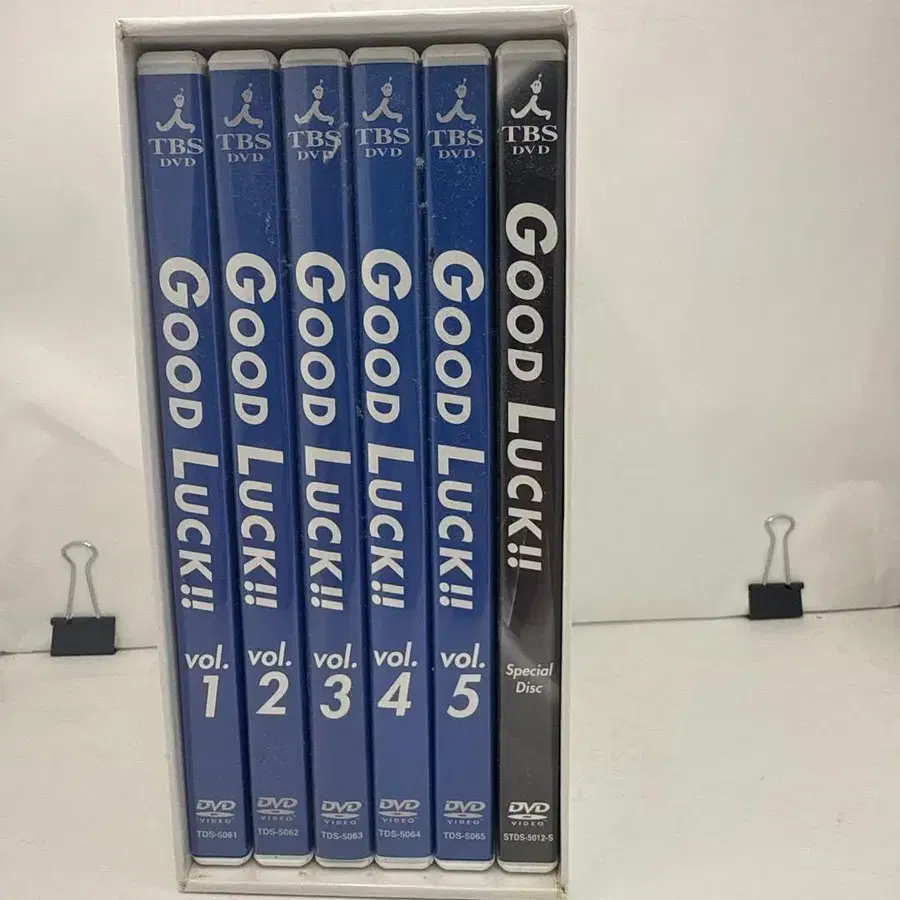 TBS
DVD
GOOD LUCK!!
vol.
1
DVD
VIDEO
TDS-5061
TBS
DVD
GOOD LUCK!!
vol.
2
DVD
VIDEO
TDS-5062
TBS
DVD
GOOD LUCK!!
vol.
3
DVD
VIDEO
TDS-5063
TBS
DVD
GOOD LUCK!!
vol.
4
DVD
VIDEO
TDS-5064
TBS
DVD
GOOD LUCK!!
vol.
5
DVD
VIDEO
TDS-5065
TBS
DVD
GOOD LUCK!!
Special
Disc
DVD
VIDEO
STDS-5012-S